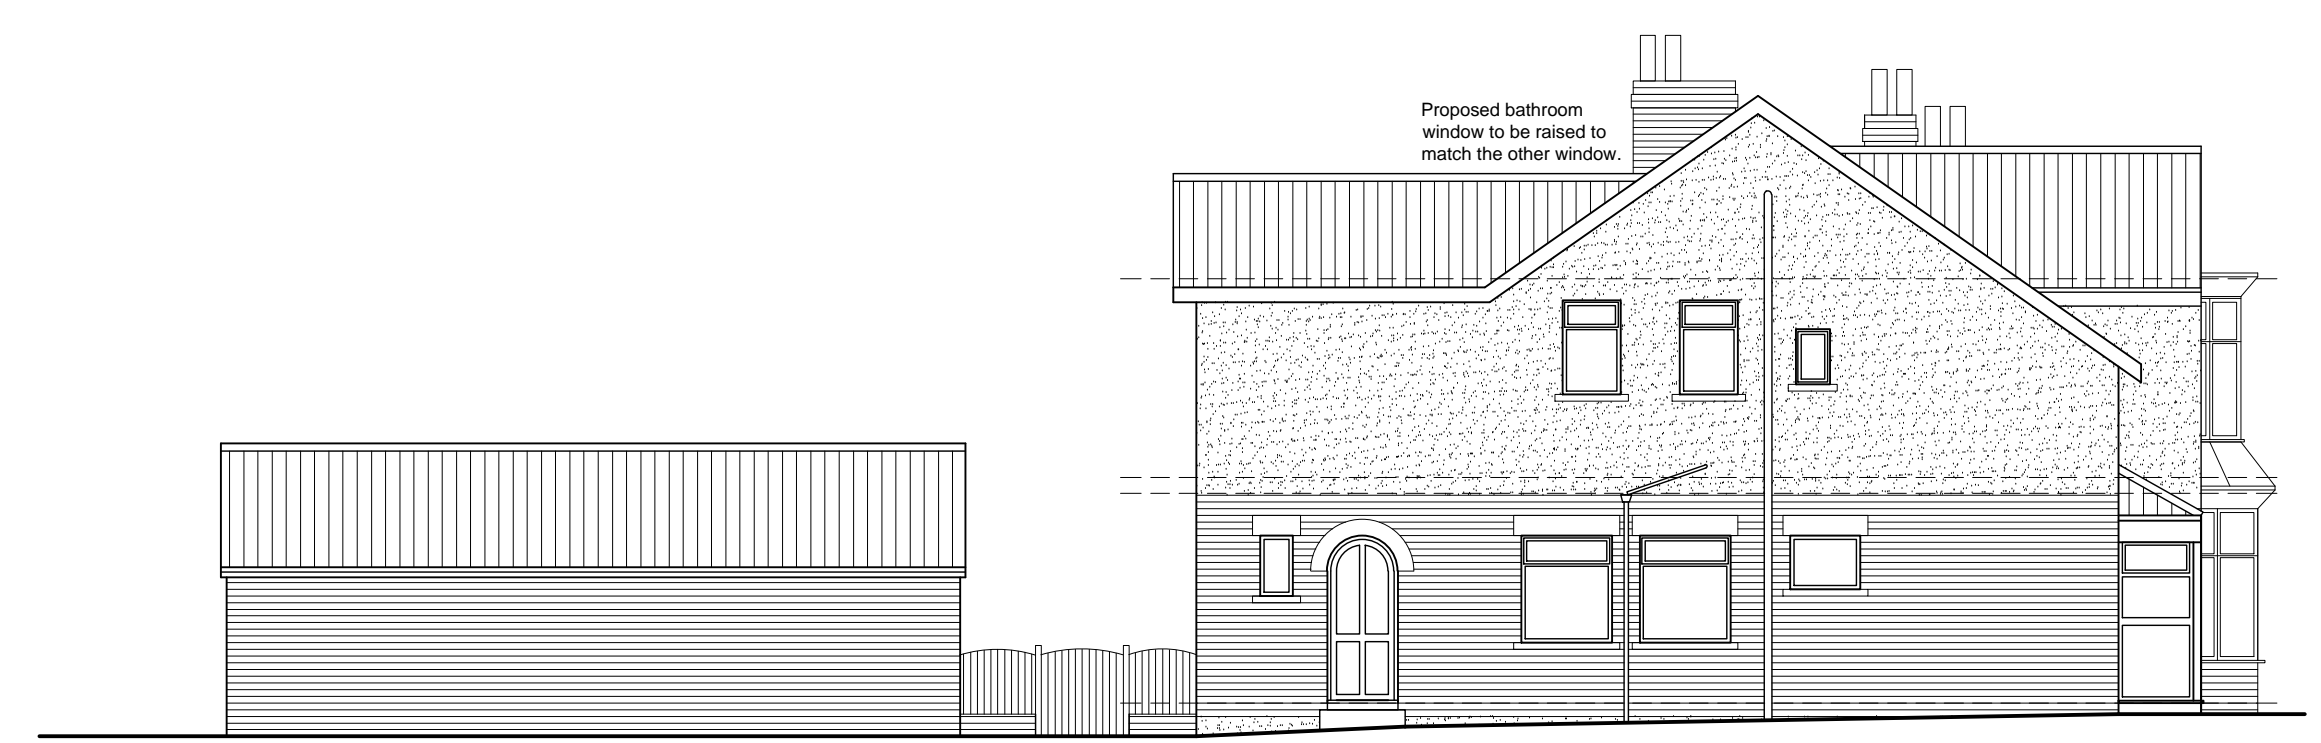 Proposed bathroom
window to be raised to
match the other window.